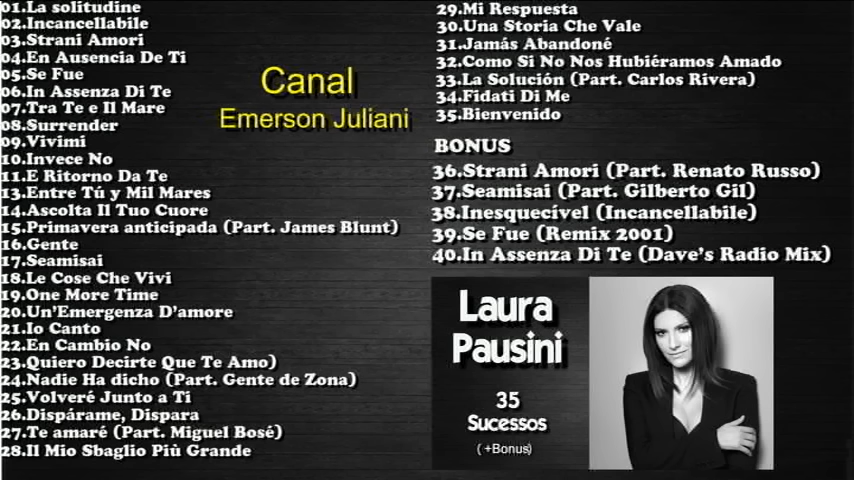 01.La solitudine
02.Incancellabile
03.Strani Amori
04.En Ausencia De Ti
05.Se Fue
06.In Assenza Di Te
07.Tra Te e Il Mare
08.Surrender
09.Vivimi
10.Invece No
11.E Ritorno Da Te
13.Entre Tú y Mil Mares
14.Ascolta Il Tuo Cuore
15.Primavera anticipada (Part. James Blunt)
16.Gente
17.Seamisai
18.Le Cose Che Vivi
19.One More Time
20.Un'Emergenza D'amore
21.Io Canto
22.En Cambio No
23.Quiero Decirte Que Te Amo)
24.Nadie Ha dicho (Part. Gente de Zona)
25.Volveré Junto a Ti
26.Dispárame, Dispara
27.Te amaré (Part. Miguel Bosé)
28.Il Mio Sbaglio Più Grande
Canal
Emerson Juliani
29.Mi Respuesta
30.Una Storia Che Vale
31.Jamás Abandoné
32.Como Si No Nos Hubiéramos Amado
33.La Solución (Part. Carlos Rivera)
34.Fidati Di Me
35.Bienvenido
BONUS
36.Strani Amori (Part. Renato Russo)
37.Seamisai (Part. Gilberto Gil)
38.Inesquecível (Incancellabile)
39.Se Fue (Remix 2001)
40.In Assenza Di Te (Dave's Radio Mix)
Laura
Pausini
35
Sucessos
(+Bonus)